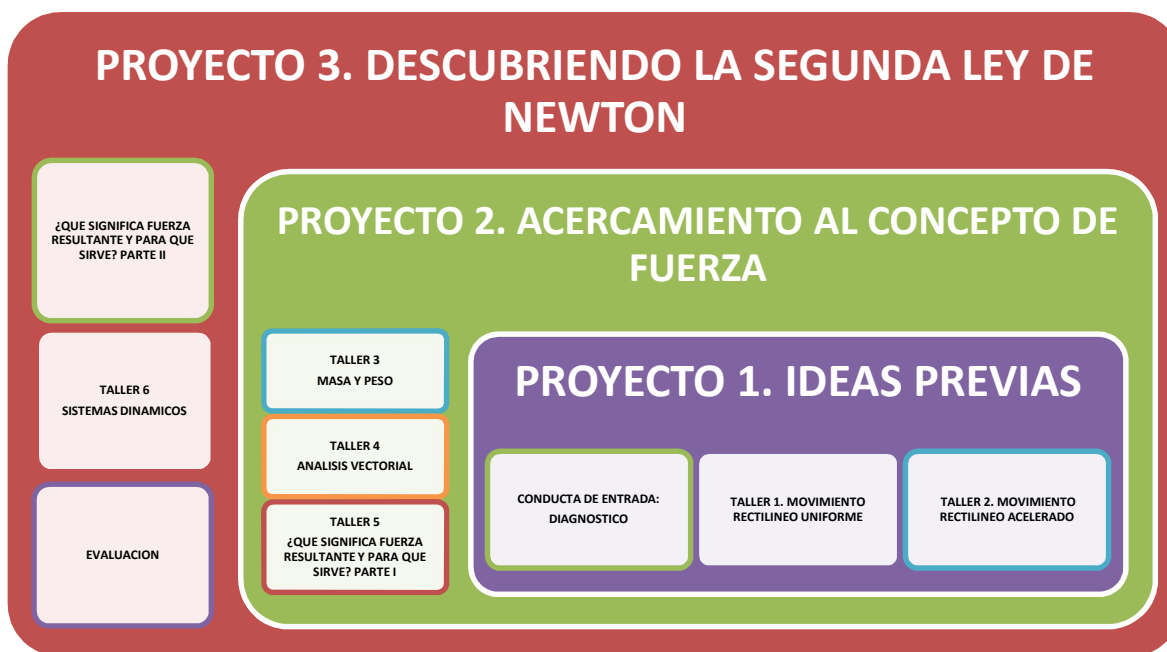 PROYECTO 3. DESCUBRIENDO LA SEGUNDA LEY DE
NEWTON
¿QUE SIGNIFICA FUERZA
RESULTANTE Y PARA QUE
SIRVE? PARTE II
TALLER 6
SISTEMAS DINAMICOS
EVALUACION
PROYECTO 2. ACERCAMIENTO AL CONCEPTO DE
FUERZA
TALLER 3
MASA Y PESO
TALLER 4
ANALISIS VECTORIAL
TALLER 5
¿QUE SIGNIFICA FUERZA
RESULTANTE Y PARA QUE
SIRVE? PARTE I
PROYECTO 1. IDEAS PREVIAS
CONDUCTA DE ENTRADA:
DIAGNOSTICO
TALLER 1. MOVIMIENTO
RECTILINEO UNIFORME
TALLER 2. MOVIMIENTO
RECTILINEO ACELERADO